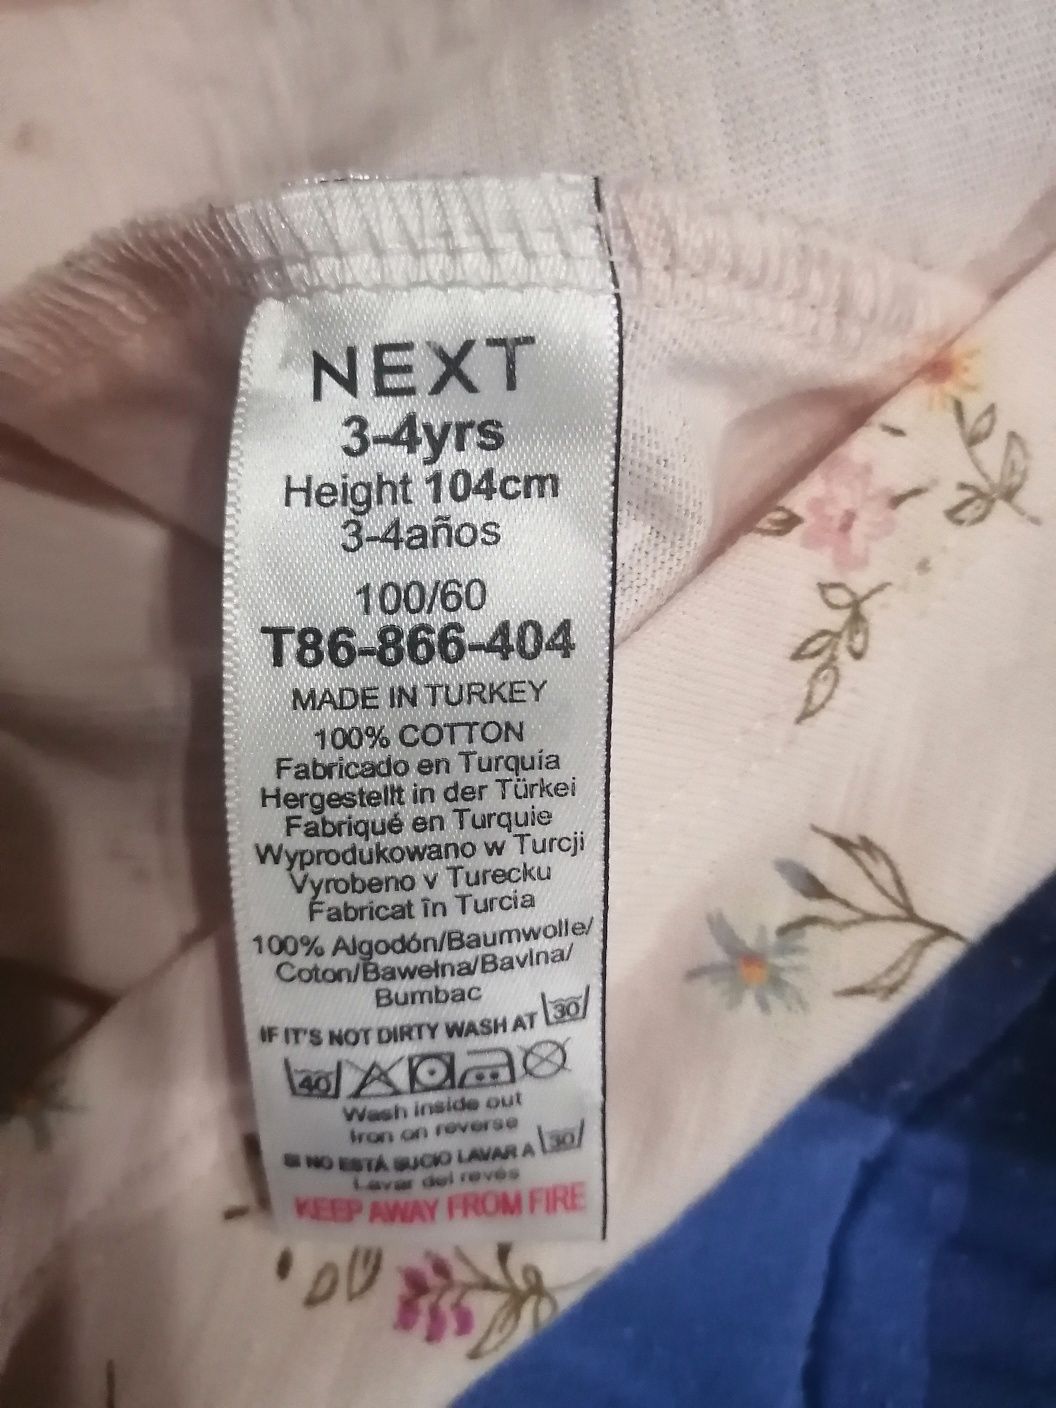 NEXT
3-4yrs
Height 104cm
3-4años
100/60
T86-866-404
MADE IN TURKEY
100% COTTON
Fabricado en Turquía
Hergestellt in der Türkei
Fabriqué en Turquie
Wyprodukowano w Turcji
Vyrobeno v Turecku
Fabricat în Turcia
100% Algodón/Baumwolle/
Coton/Bawełna/Bavlna/
Bumbac
IF IT'S NOT DIRTY WASH AT 30
40
Wash inside out
Iron on reverse
SI NO ESTÁ SUCIO LAVAR A 30
Lavar del revés
KEEP AWAY FROM FIRE